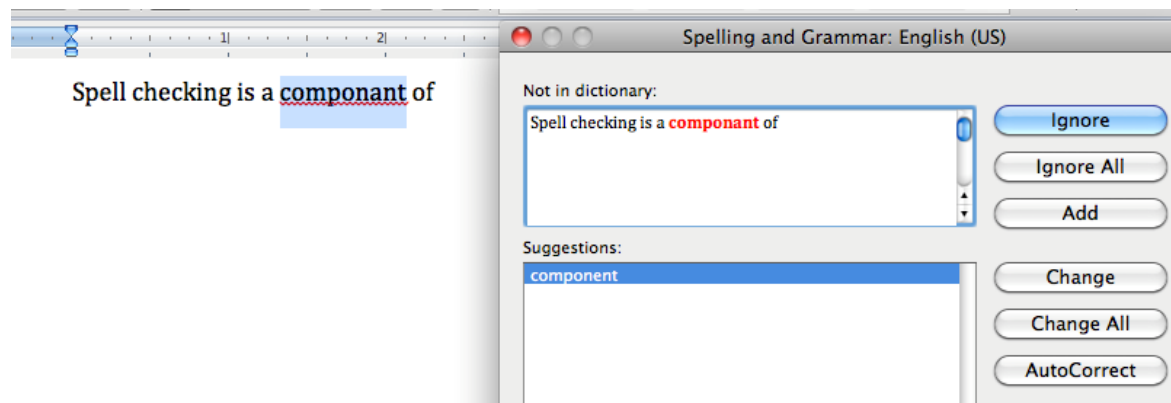 1 2
Spell checking is a componant of
Spelling and Grammar: English (US)
Not in dictionary:
Spell checking is a componant of
Ignore
Ignore All
Add
Suggestions:
component
Change
Change All
AutoCorrect